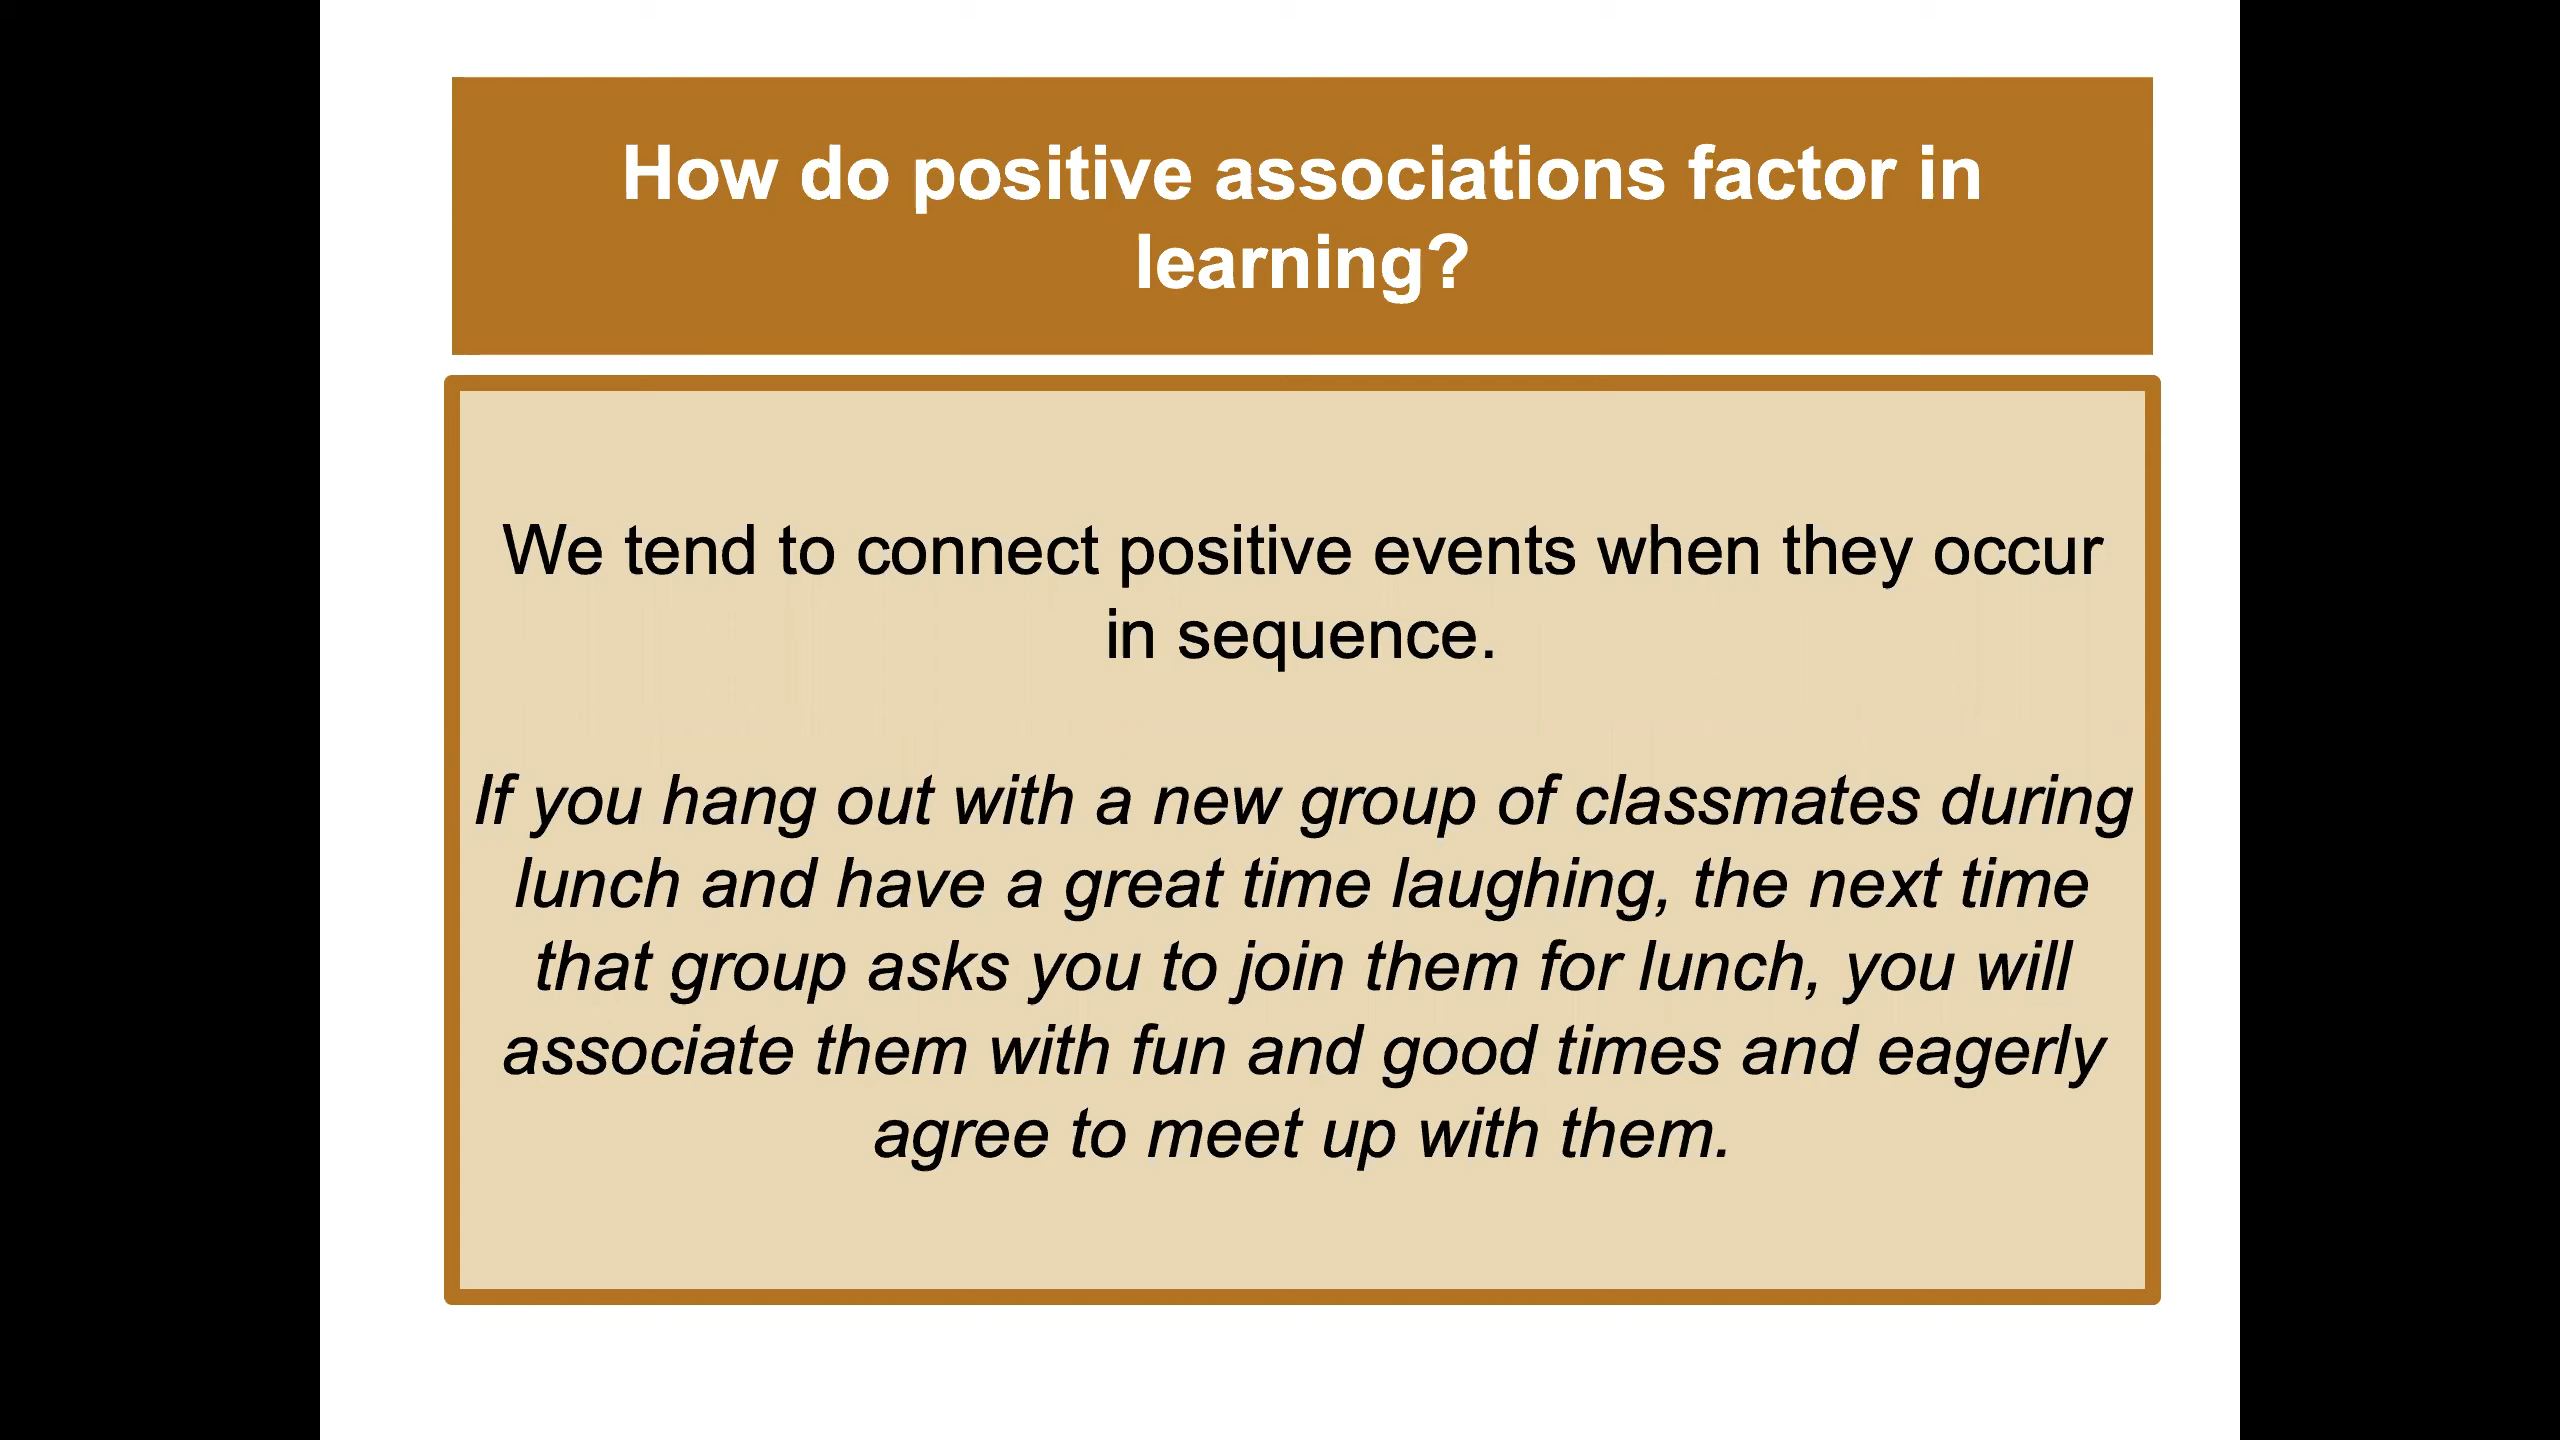 How do positive associations factor in
learning?
We tend to connect positive events when they occur
in sequence.
If you hang out with a new group of classmates during
lunch and have a great time laughing, the next time
that group asks you to join them for lunch, you will
associate them with fun and good times and eagerly
agree to meet up with them.